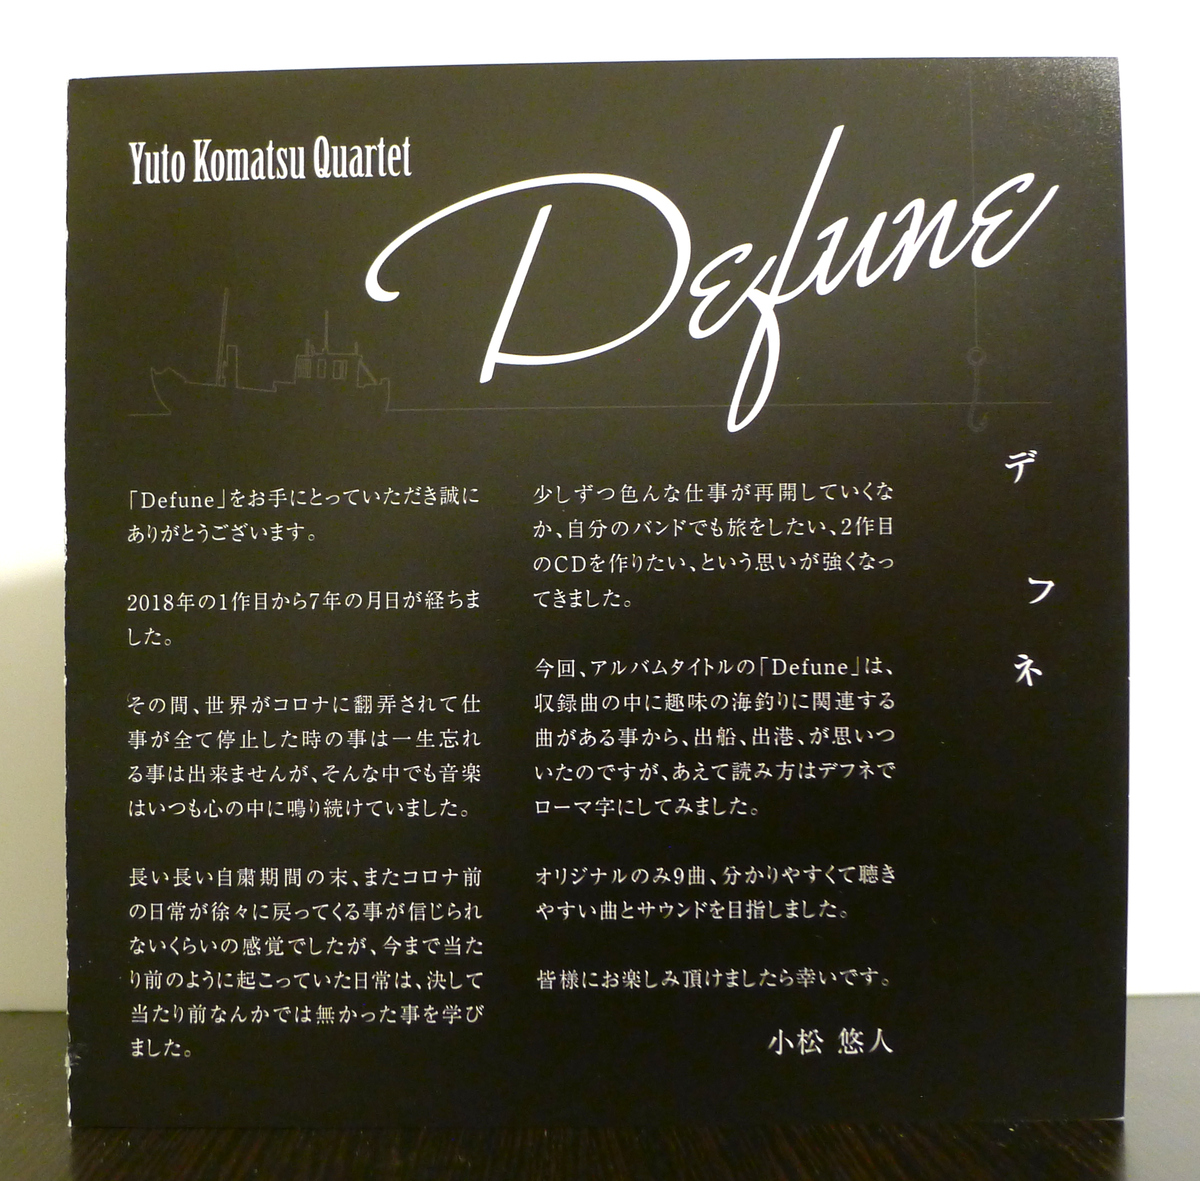 Yuto Komatsu Quartet
Defune
デフネ
「Defune」をお手にとっていただき誠に
ありがとうございます。
2018年の1作目から7年の月日が経ちま
した。
その間、世界がコロナに翻弄されて仕
事が全て停止した時の事は一生忘れ
る事は出来ませんが、そんな中でも音楽
はいつも心の中に鳴り続けていました。
長い長い自粛期間の末、またコロナ前
の日常が徐々に戻ってくる事が信じられ
ないくらいの感覚でしたが、今まで当た
り前のように起こっていた日常は、決して
当たり前なんかでは無かった事を学び
ました。
少しずつ色んな仕事が再開していくな
か、自分のバンドでも旅をしたい、2作目
のCDを作りたい、という思いが強くなっ
てきました。
今回、アルバムタイトルの「Defune」は、
収録曲の中に趣味の海釣りに関連する
曲がある事から、出船、出港、が思いつ
いたのですが、あえて読み方はデフネで
ローマ字にしてみました。
オリジナルのみ9曲、分かりやすくて聴き
やすい曲とサウンドを目指しました。
皆様にお楽しみ頂けましたら幸いです。
小松 悠人